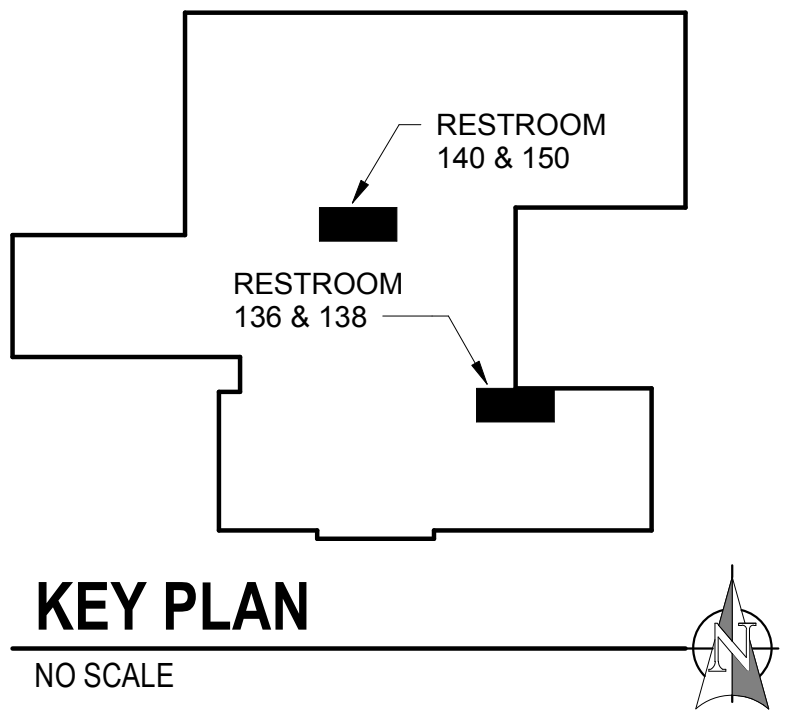 RESTROOM
140 & 150
RESTROOM
136 & 138
KEY PLAN
NO SCALE
N